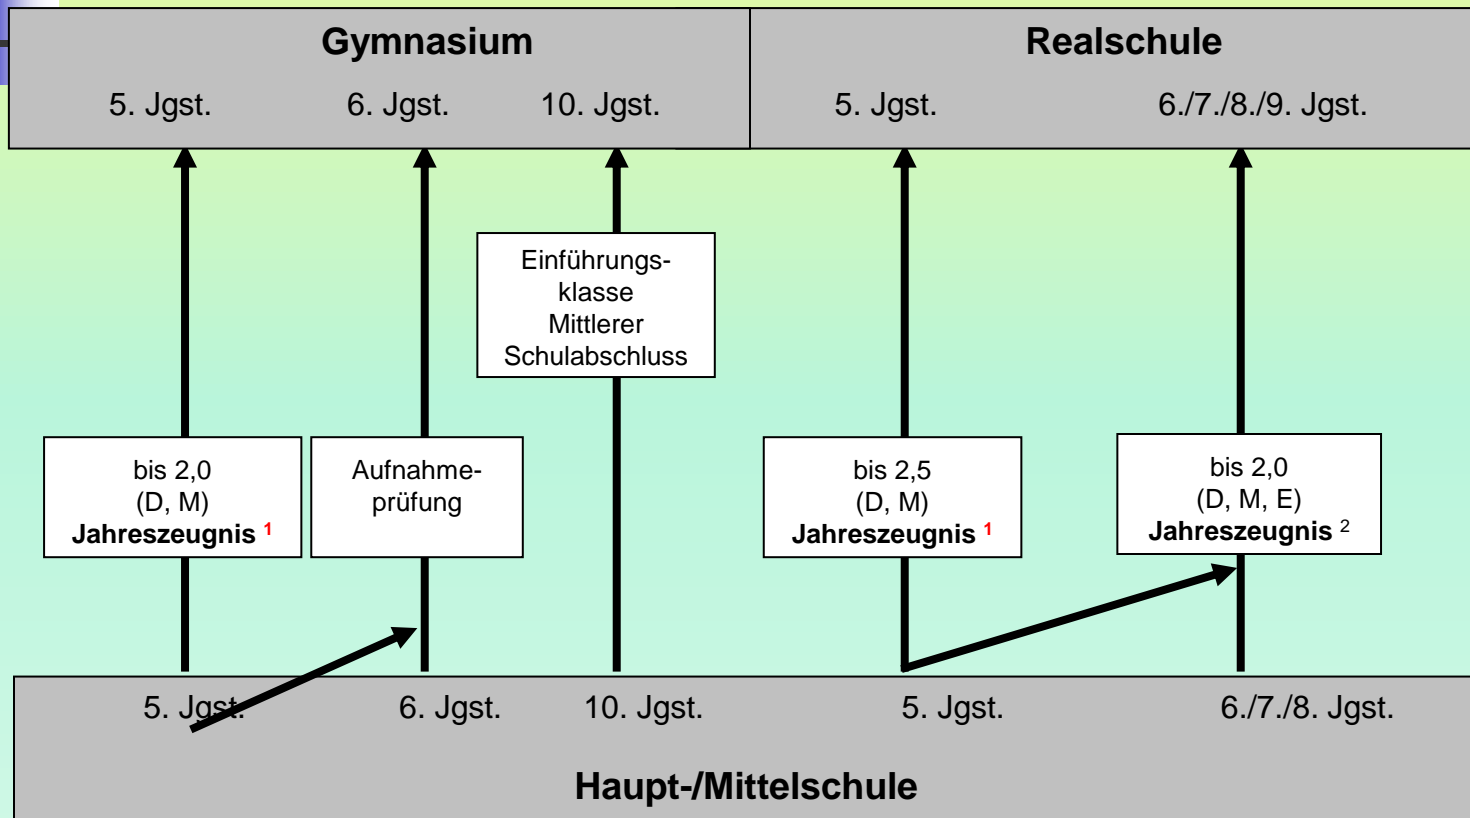 Gymnasium
Realschule
5. Jgst.
6. Jgst.
10. Jgst.
5. Jgst.
6./7./8./9. Jgst.
Einführungs-
klasse
Mittlerer
Schulabschluss
bis 2,0
(D, M)
Jahreszeugnis 1
Aufnahme-
prüfung
bis 2,5
(D, M)
Jahreszeugnis 1
bis 2,0
(D, M, E)
Jahreszeugnis 2
5. Jgst.
6. Jgst.
10. Jgst.
5. Jgst.
6./7./8. Jgst.
Haupt-/Mittelschule